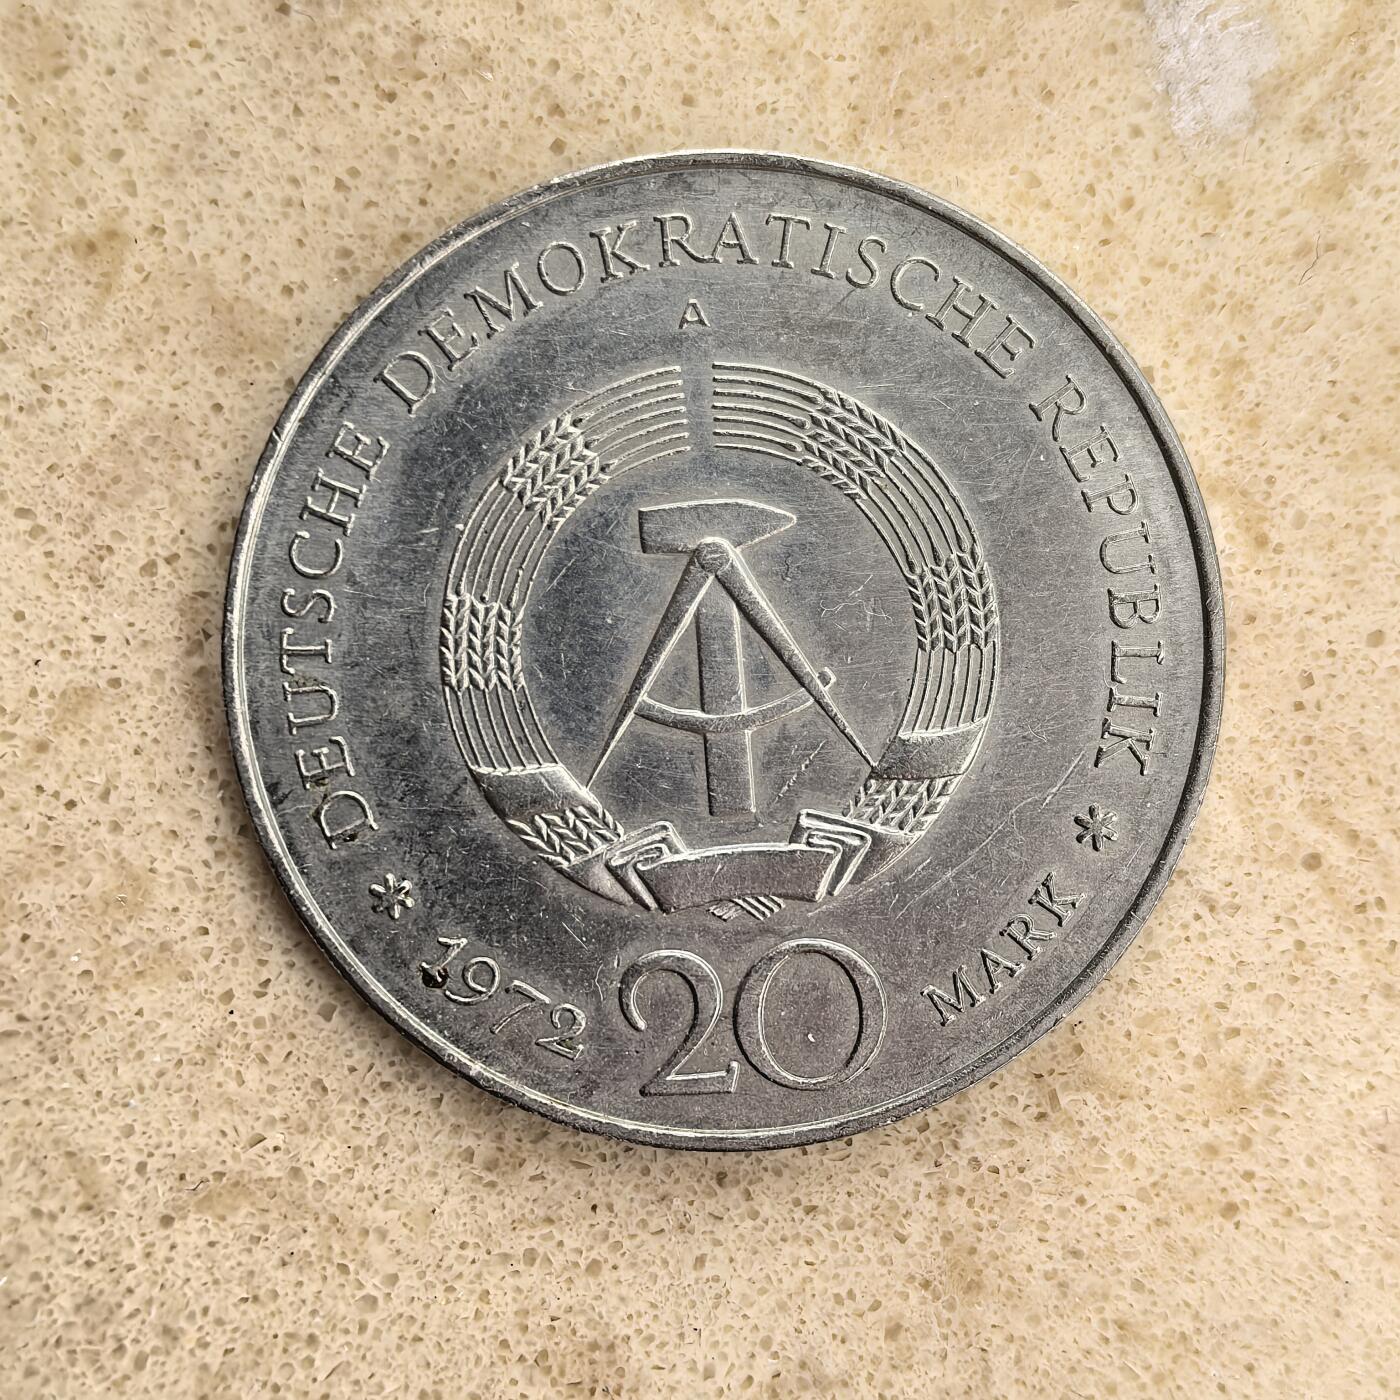 DEUTSCHE DEMOKRATISCHE REPUBLIK
A
* 1972 20 MARK *